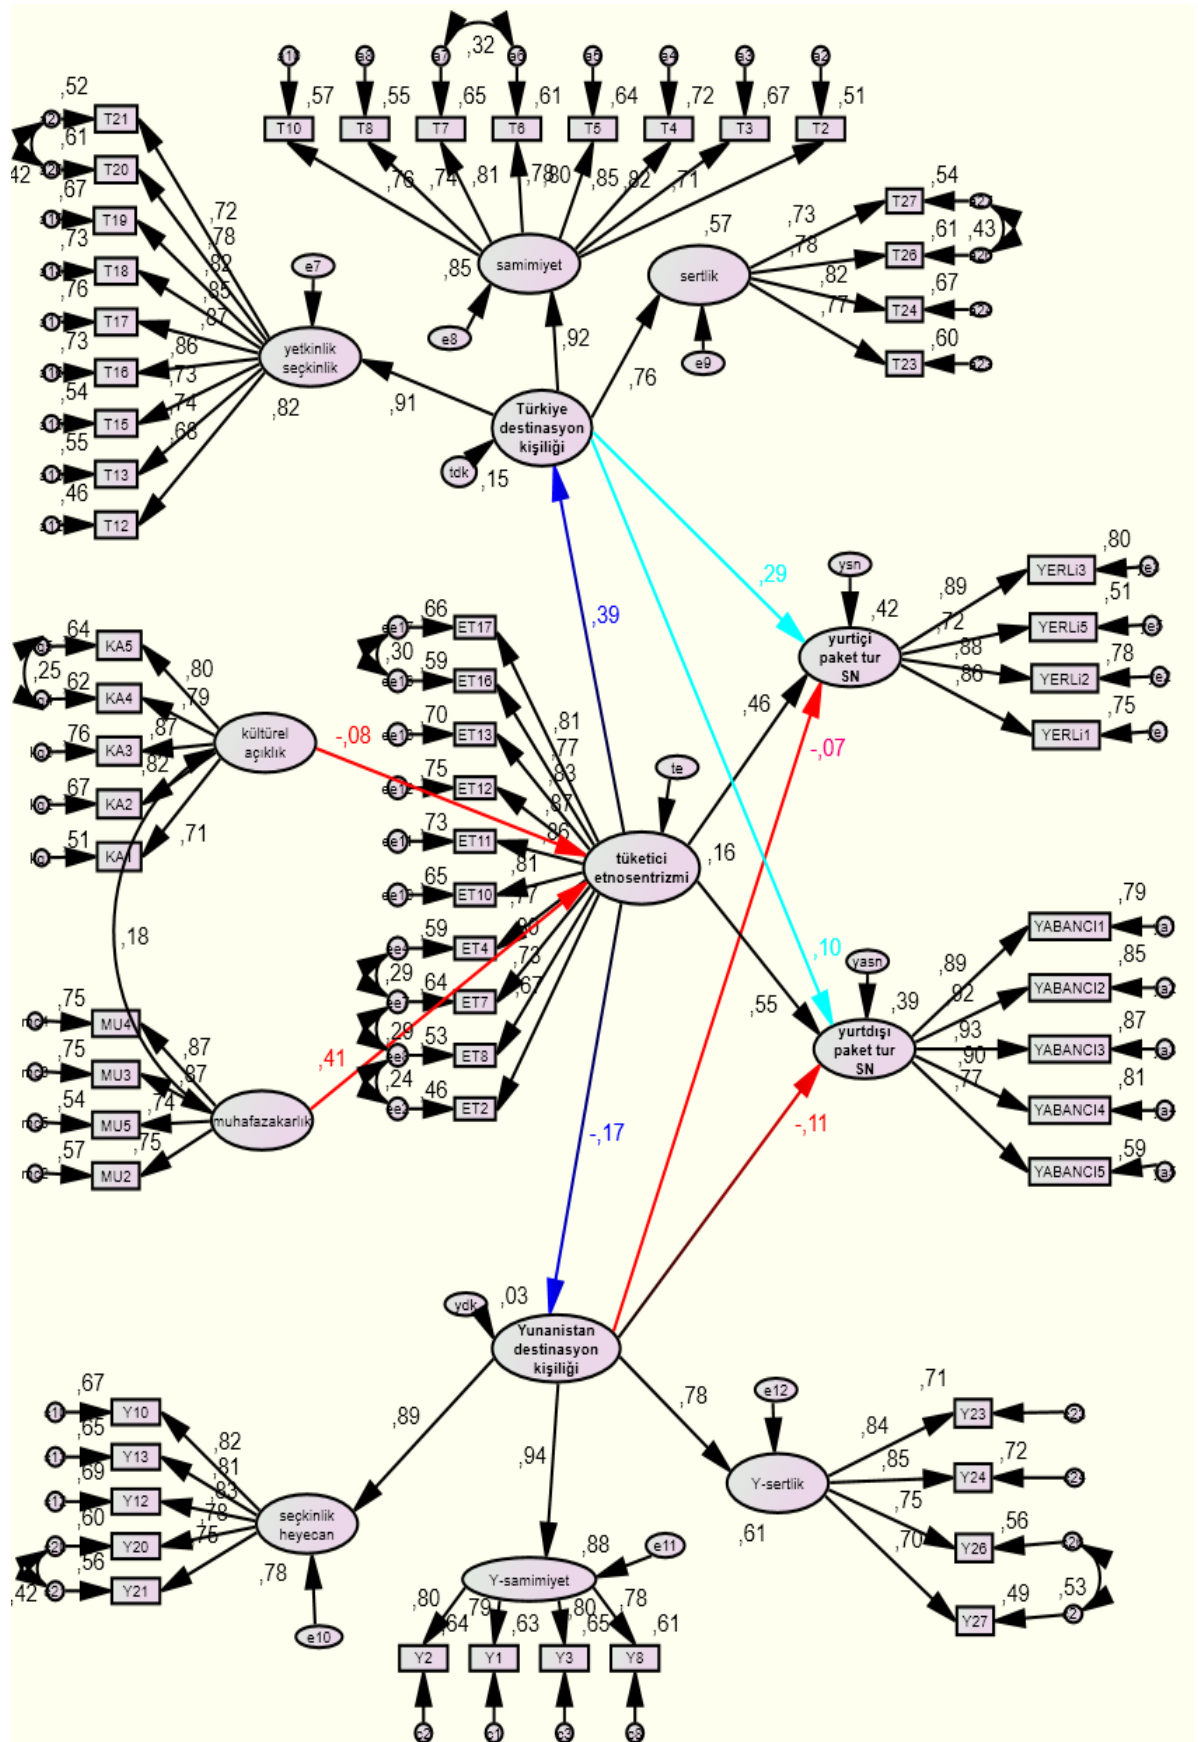 ,32
,57 ,55 ,65 ,61 ,64 ,72 ,67 ,51
T10 T8 T7 T6 T5 T4 T3 T2
,76 ,74 ,81 ,78 ,80 ,85 ,82 ,71
samimiyet
,85
e8
,92
,52 T21
,61 T20
,42
,67 T19
,73 T18
,76 T17
,73 T16
,54 T15
,55 T13
,46 T12
,72
,78
,82
,85
,87
,86
,73
,74
,68
e7
yetkinlik
seçkinlik
,82
,91
,57
sertlik
e9
,76
,73
,78
,82
,77
T27 ,54
T26 ,61 ,43
T24 ,67
T23 ,60
Türkiye
destinasyon
kişiliği
tdk
,15
,39
,29
,10
ysn
,42
yurtiçi
paket tur
SN
,89
,72
,88
,86
YERLi3 ,80
YERLi5 ,51
YERLi2 ,78
YERLi1 ,75
,46
-,07
,64 KA5
,25
,62 KA4
,76 KA3
,67 KA2
,51 KA1
,80
,79
,87
,82
,71
kültürel
açıklık
-,08
,18
,66 ET17
,30
,59 ET16
,70 ET13
,75 ET12
,73 ET11
,65 ET10
,59 ET4
,29
,64 ET7
,29
,53 ET8
,24
,46 ET2
,81
,77
,83
,87
,86
,81
,77
,80
,73
,67
te
tüketici
etnosentrizmi
,16
,75 MU4
,75 MU3
,54 MU5
,57 MU2
,87
,87
,74
,75
muhafazakarlık
,41
,55
yasn
,39
yurtdışı
paket tur
SN
,89
,92
,93
,90
,77
YABANCI1 ,79
YABANCI2 ,85
YABANCI3 ,87
YABANCI4 ,81
YABANCI5 ,59
-,17
-,11
ydk
,03
Yunanistan
destinasyon
kişiliği
,89
,94
,78
,67 Y10
,65 Y13
,69 Y12
,60 Y20
,56 Y21
,42
,82
,81
,83
,78
,75
seçkinlik
heyecan
,78
e10
e11
,88
Y-samimiyet
,80 ,79 ,80 ,78
,64 ,63 ,65 ,61
Y2 Y1 Y3 Y8
c2 c1 c3 c8
e12
Y-sertlik
,61
,84
,85
,75
,70
Y23 ,71
Y24 ,72
Y26 ,56
Y27 ,49
,53